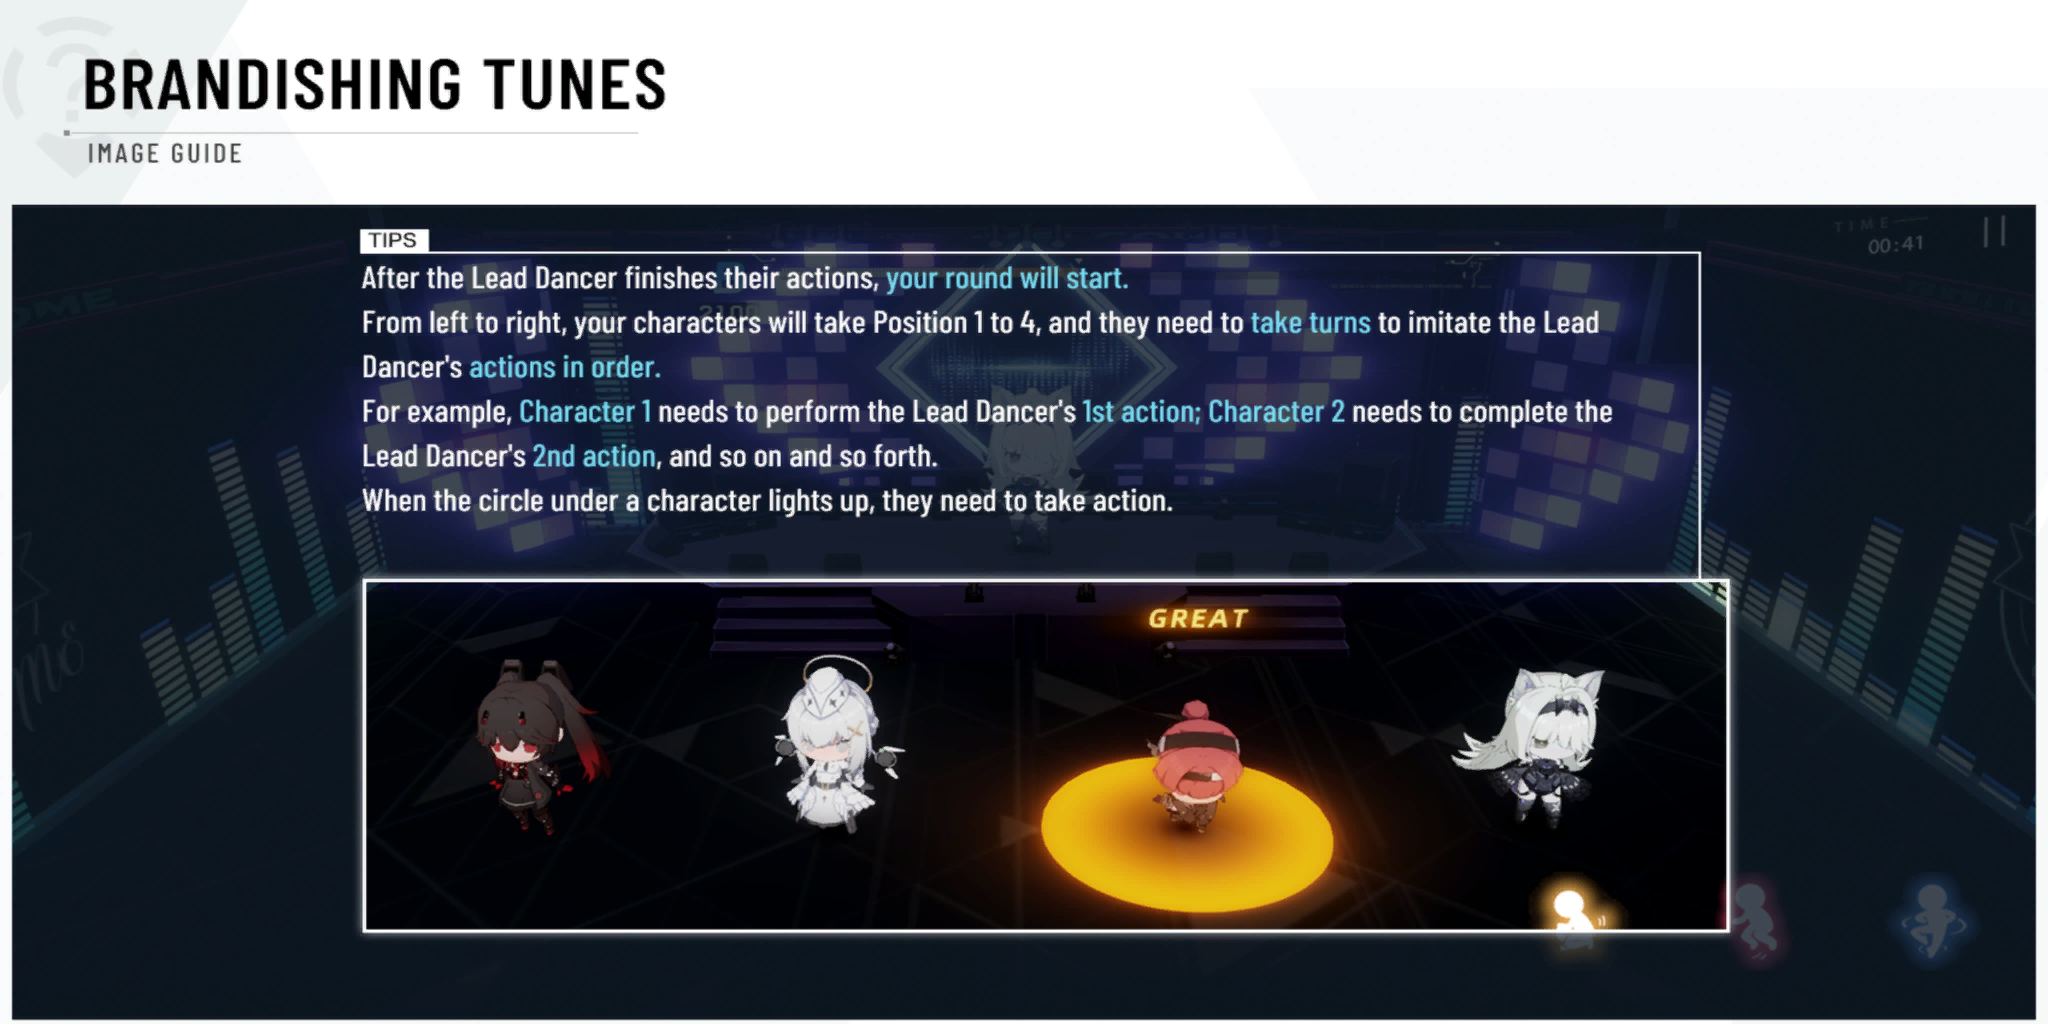 BRANDISHING TUNES
IMAGE GUIDE
TIME
00:41
TIPS
After the Lead Dancer finishes their actions, your round will start.
From left to right, your characters will take Position 1 to 4, and they need to take turns to imitate the Lead
Dancer's actions in order.
For example, Character 1 needs to perform the Lead Dancer's 1st action; Character 2 needs to complete the
Lead Dancer's 2nd action, and so on and so forth.
When the circle under a character lights up, they need to take action.
GREAT